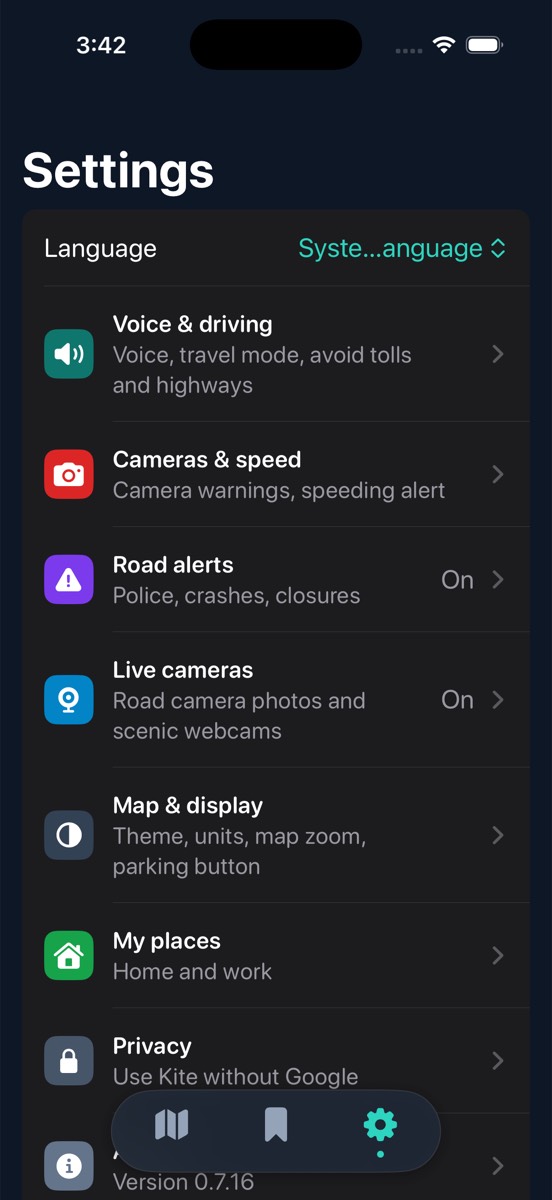 3:42
Settings
Language
Syste...anguage
Voice & driving
Voice, travel mode, avoid tolls
and highways
Cameras & speed
Camera warnings, speeding alert
Road alerts
Police, crashes, closures
On
Live cameras
Road camera photos and
scenic webcams
On
Map & display
Theme, units, map zoom,
parking button
My places
Home and work
Privacy
Use Kite without Google
Version 0.7.16